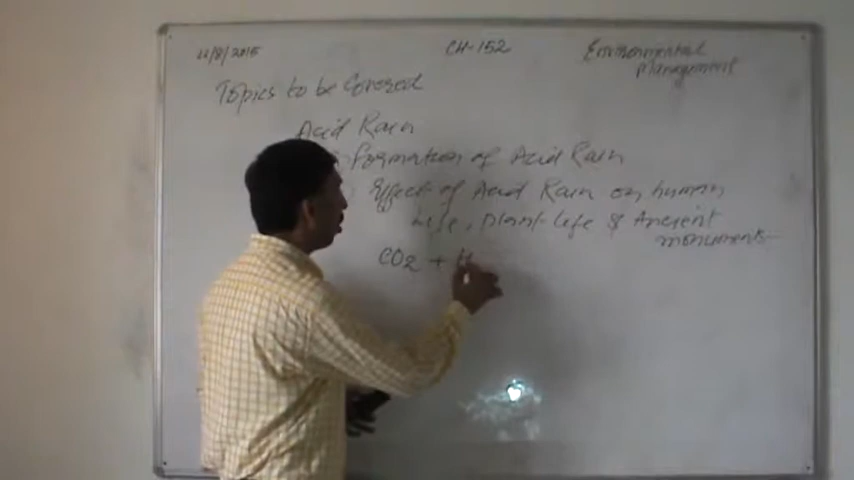 11/8/2015
CH-152
Environmental
Management
Topics to be Covered
Acid Rain
Formation of Acid Rain
Effect of Acid Rain on human
Life, Plant-Life & Ancient
monuments
CO2 + H